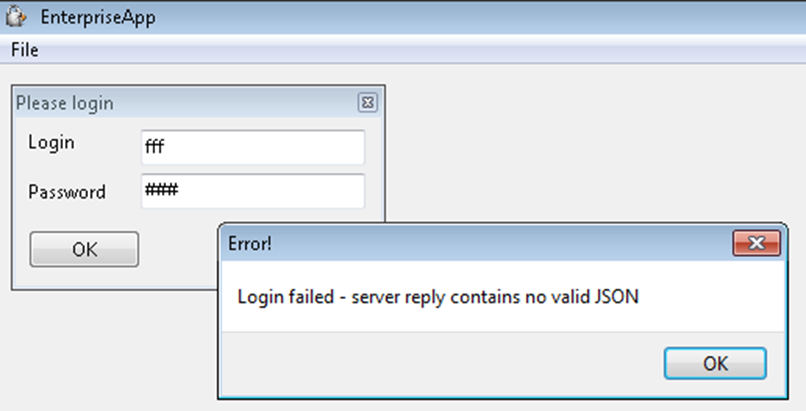 EnterpriseApp
File
Please login
Login
fff
Password
###
OK
Error!
Login failed - server reply contains no valid JSON
OK